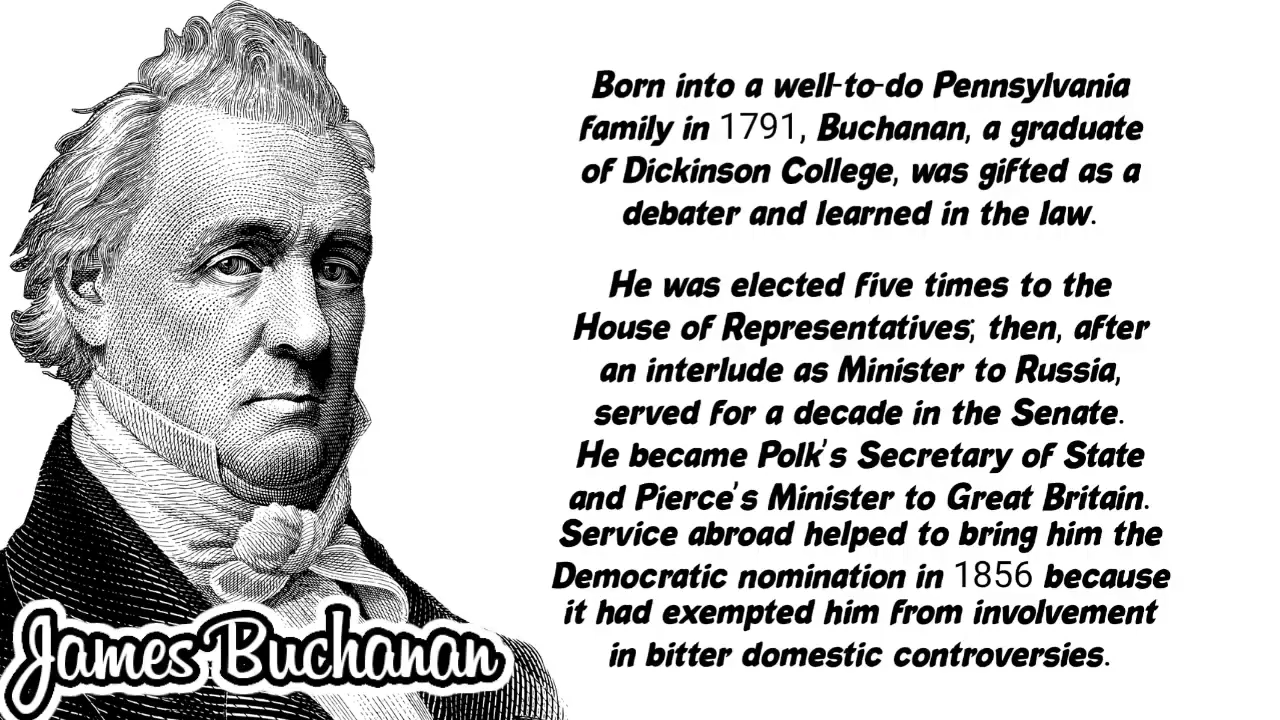 Born into a well-to-do Pennsylvania
family in 1791, Buchanan, a graduate
of Dickinson College, was gifted as a
debater and learned in the law.
He was elected five times to the
House of Representatives; then, after
an interlude as Minister to Russia,
served for a decade in the Senate.
He became Polk's Secretary of State
and Pierce's Minister to Great Britain.
Service abroad helped to bring him the
Democratic nomination in 1856 because
it had exempted him from involvement
in bitter domestic controversies.
James Buchanan